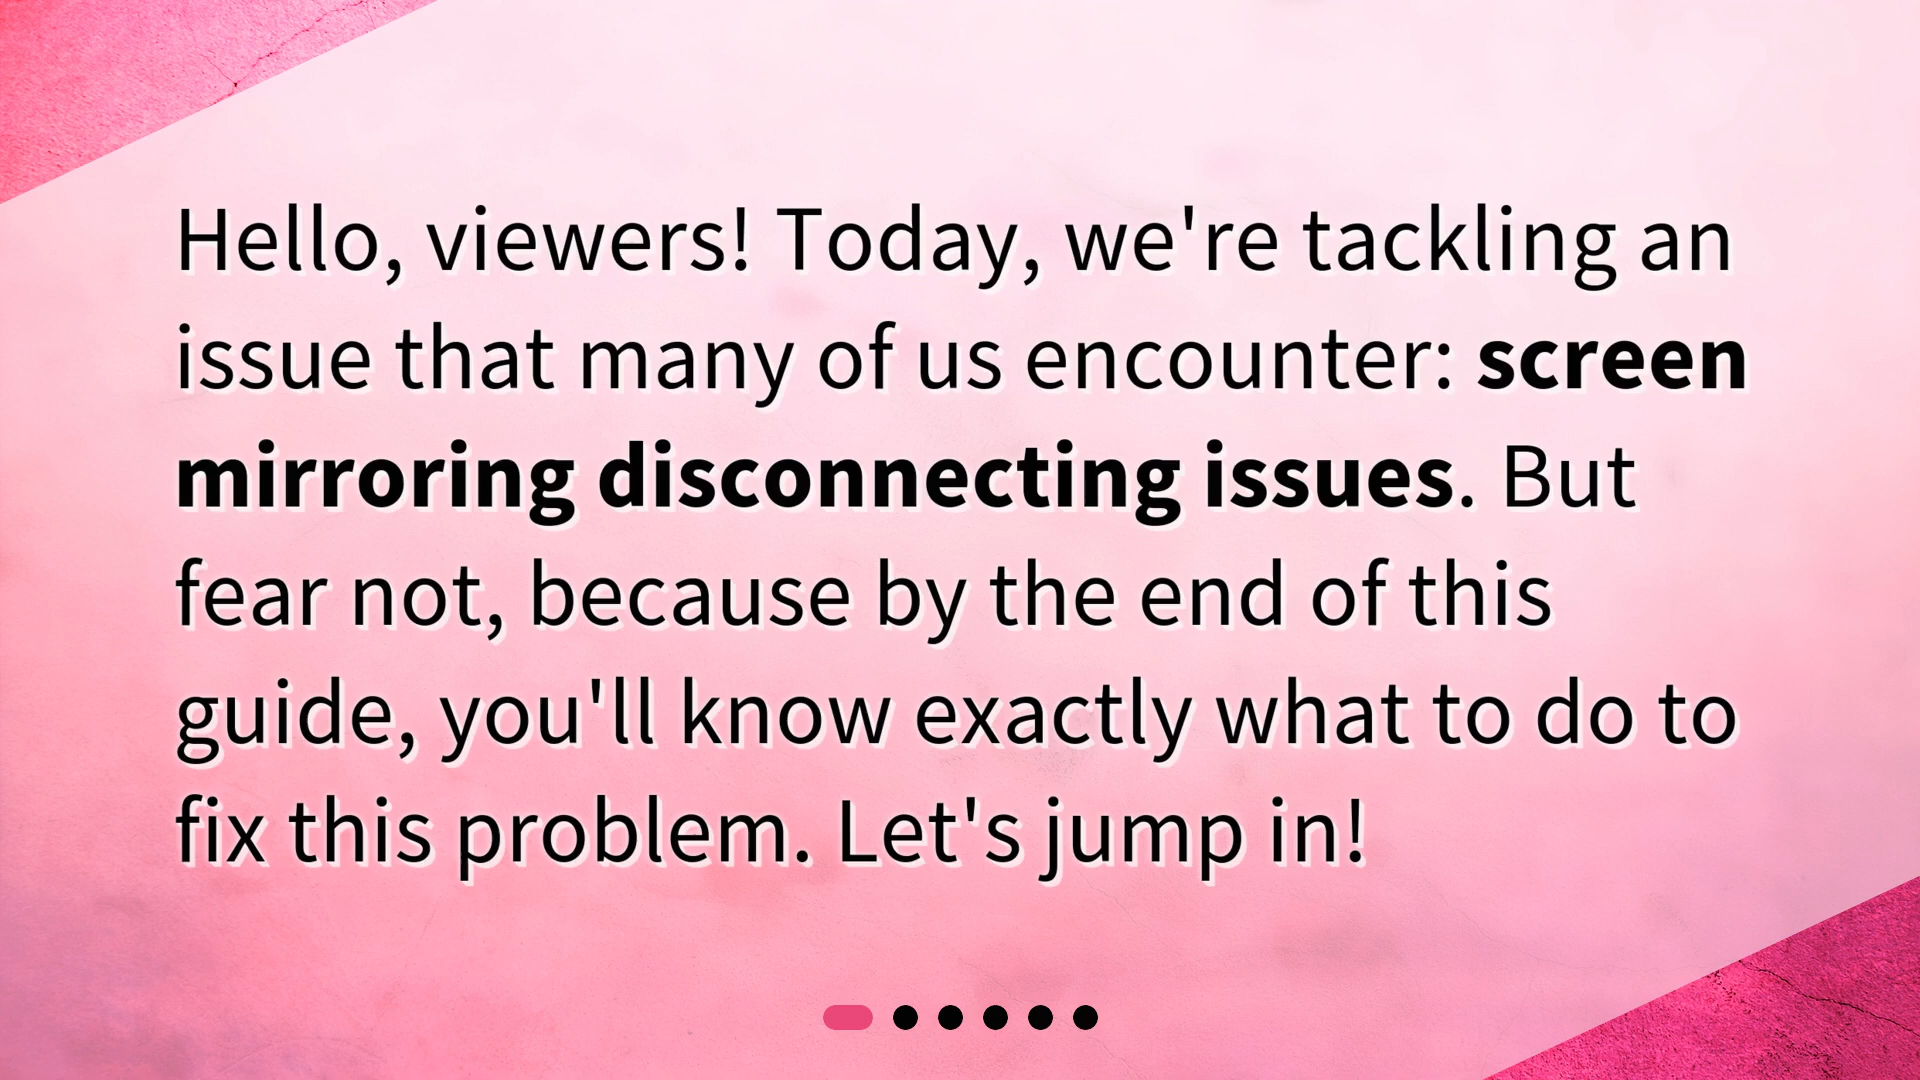 Hello, viewers! Today, we're tackling an
issue that many of us encounter: screen
mirroring disconnecting issues. But
fear not, because by the end of this
guide, you'll know exactly what to do to
fix this problem. Let's jump in!